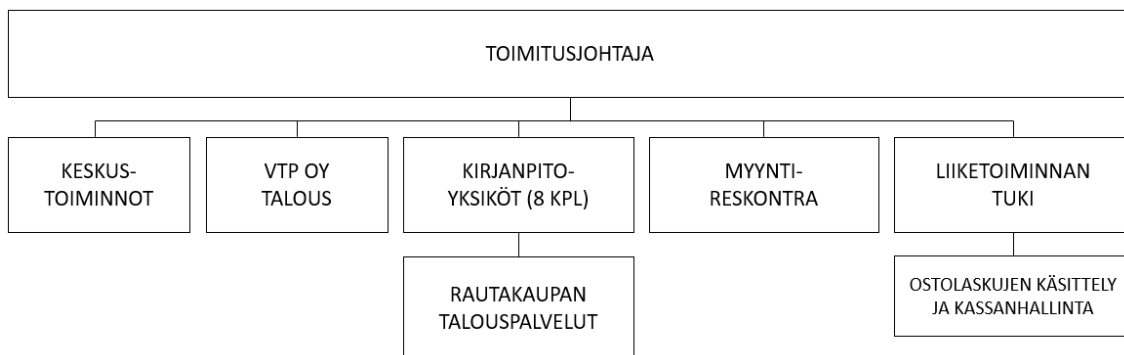 TOIMITUSJOHTAJA
KESKUS-
TOIMINNOT
VTP OY
TALOUS
KIRJANPITO-
YKSIKÖT (8 KPL)
MYYNTI-
RESKONTRA
LIIKETOIMINNAN
TUKI
RAUTAKAUPAN
TALOUSPALVELUT
OSTOLASKUJEN KÄSITTELY
JA KASSANHALLINTA